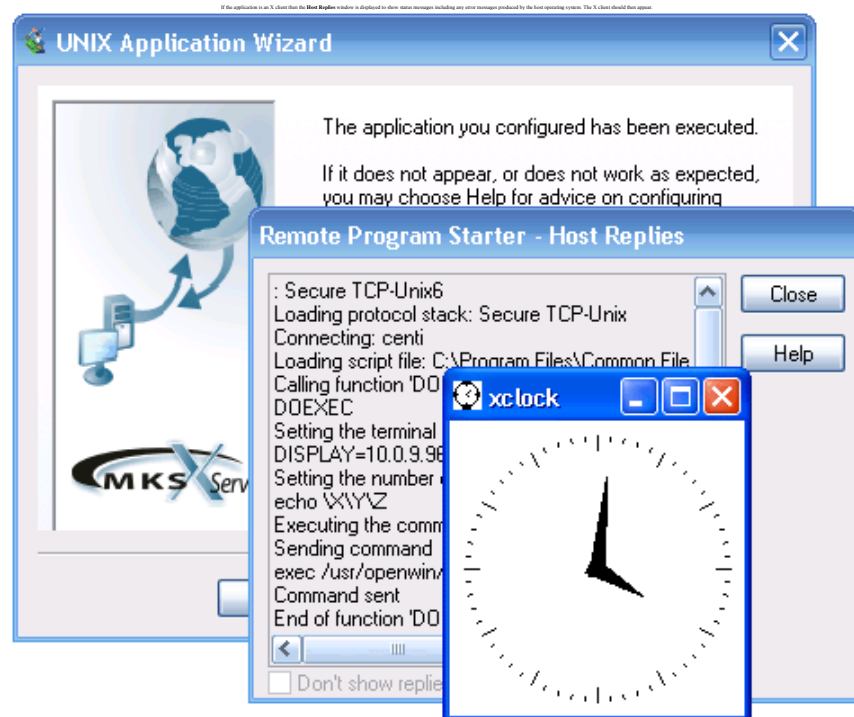 If the application is an X client then the Host Replies window is displayed to show status messages including any error messages produced by the host operating system. The X client should then appear.
UNIX Application Wizard
The application you configured has been executed.
If it does not appear, or does not work as expected,
you may choose Help for advice on configuring
MKS X Serv
Remote Program Starter - Host Replies
: Secure TCP-Unix6
Loading protocol stack: Secure TCP-Unix
Connecting: centi
Loading script file: C:\Program Files\Common File
Calling function 'DO
DOEXEC
Setting the terminal
DISPLAY=10.0.9.98
Setting the number
echo \X\Y\Z
Executing the comm
Sending command
exec /usr/openwin/
Command sent
End of function 'DO
Don't show replie
Close
Help
xclock